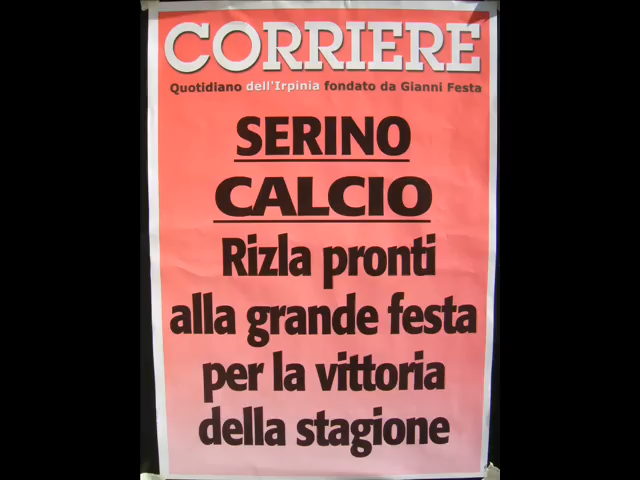 CORRIERE
Quotidiano dell'Irpinia fondato da Gianni Festa
SERINO
CALCIO
Rizla pronti
alla grande festa
per la vittoria
della stagione